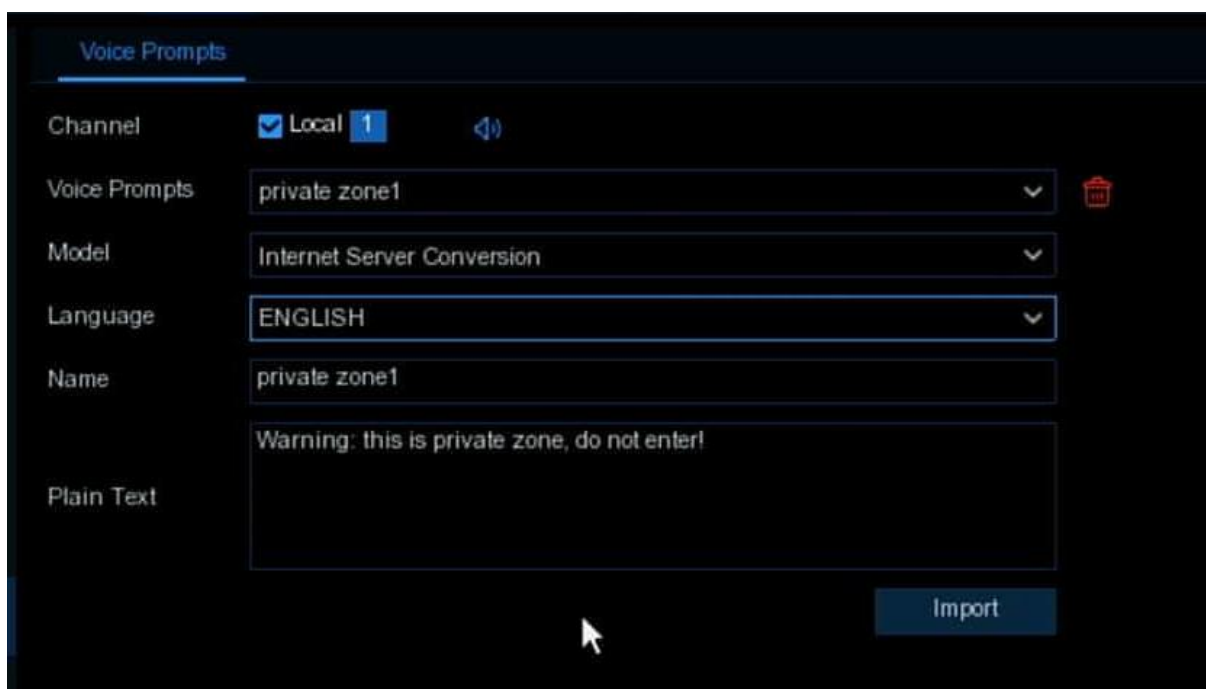 Voice Prompts
Channel Local 1
Voice Prompts private zone1
Model Internet Server Conversion
Language ENGLISH
Name private zone1
Warning: this is private zone, do not enter!
Plain Text
Import